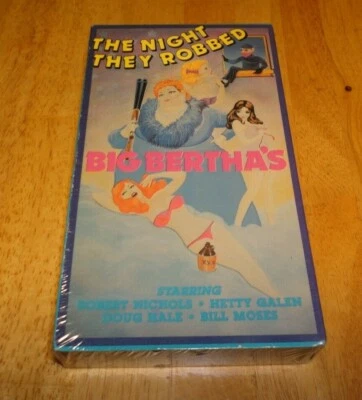 THE NIGHT
THEY ROBBED
BIG BERTHA'S
STARRING
ROBERT NICHOLS • HETTY GALEN
DOUG HALE • BILL MOSES